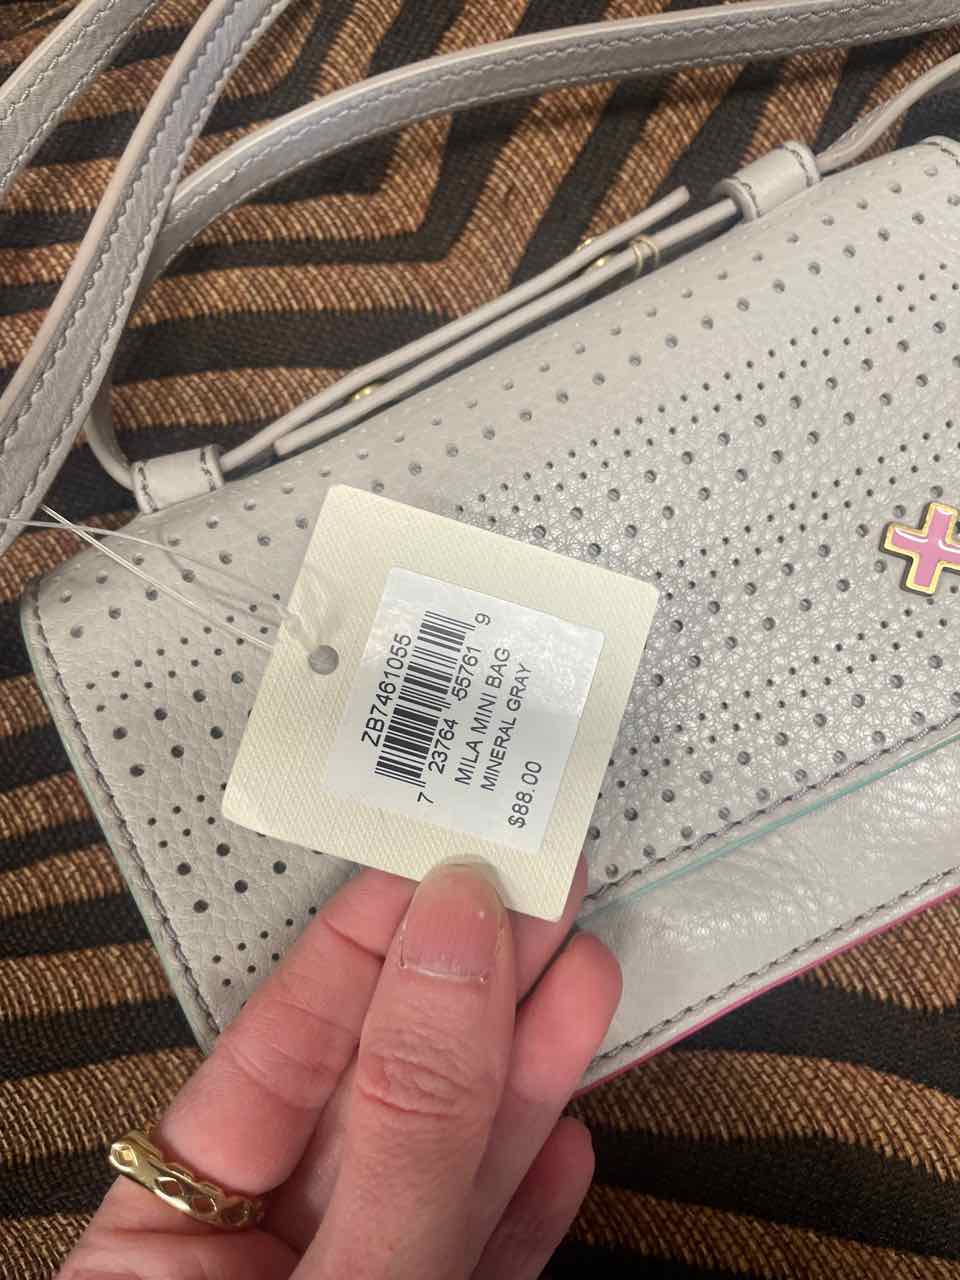 ZB7461055
7 23764 55761 9
MILA MINI BAG
MINERAL GRAY
$88.00